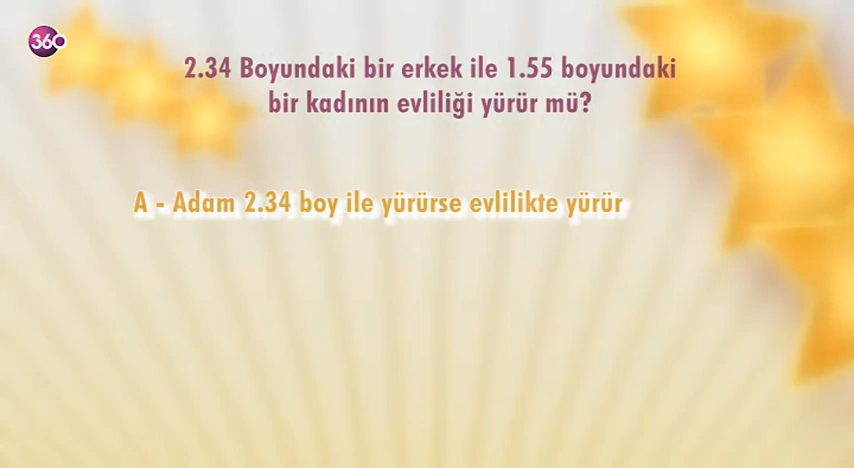 360
2.34 Boyundaki bir erkek ile 1.55 boyundaki
bir kadının evliliği yürür mü?
A - Adam 2.34 boy ile yürürse evlilikte yürür